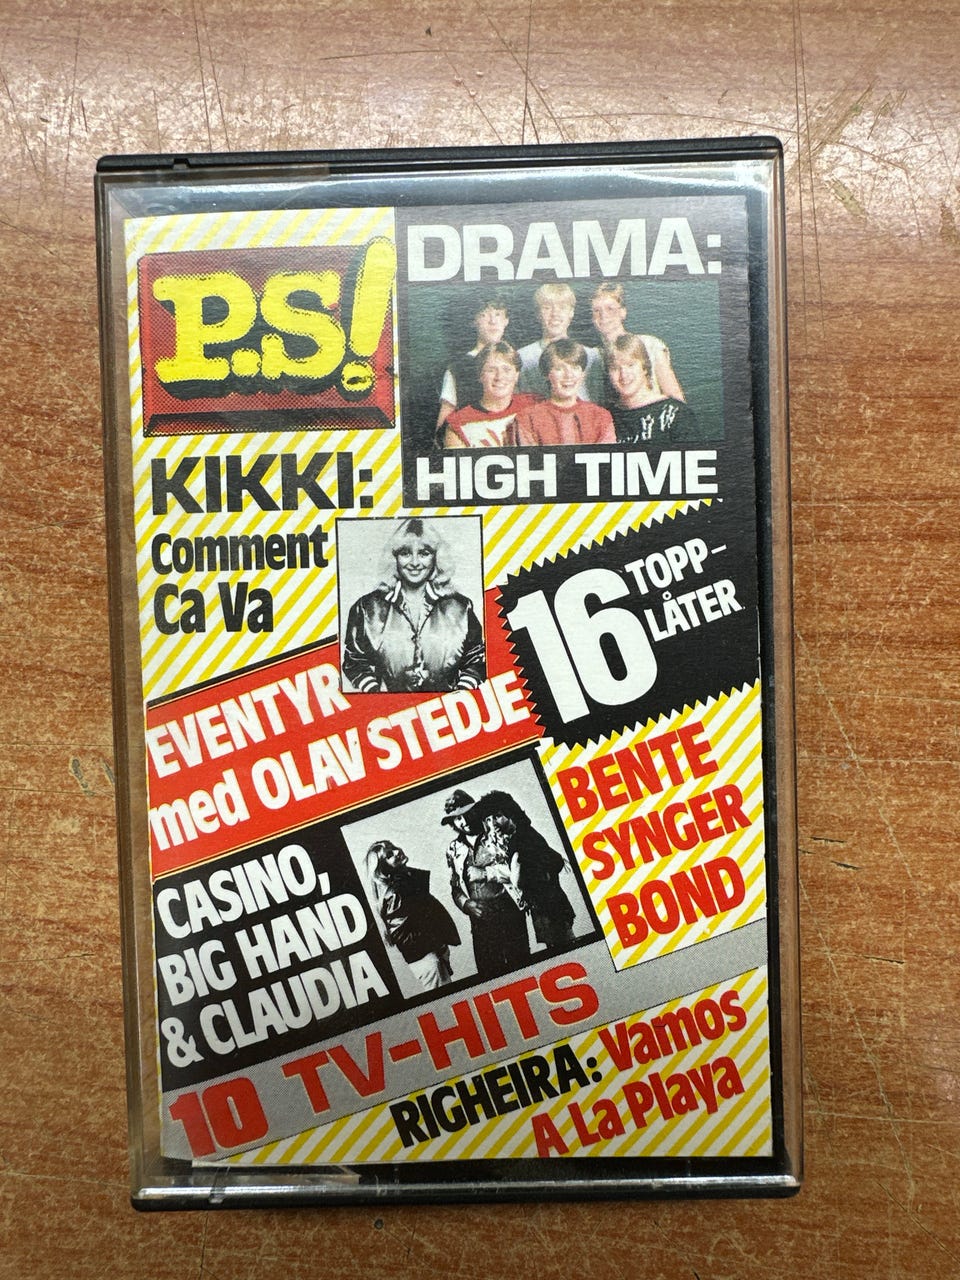 P.S!
DRAMA:
HIGH TIME
KIKKI:
Comment
Ca Va
16
TOPP-
LÅTER
EVENTYR
med OLAV STEDJE
BENTE
SYNGER
BOND
CASINO,
BIG HAND
& CLAUDIA
10 TV-HITS
RIGHEIRA: Vamos
A La Playa